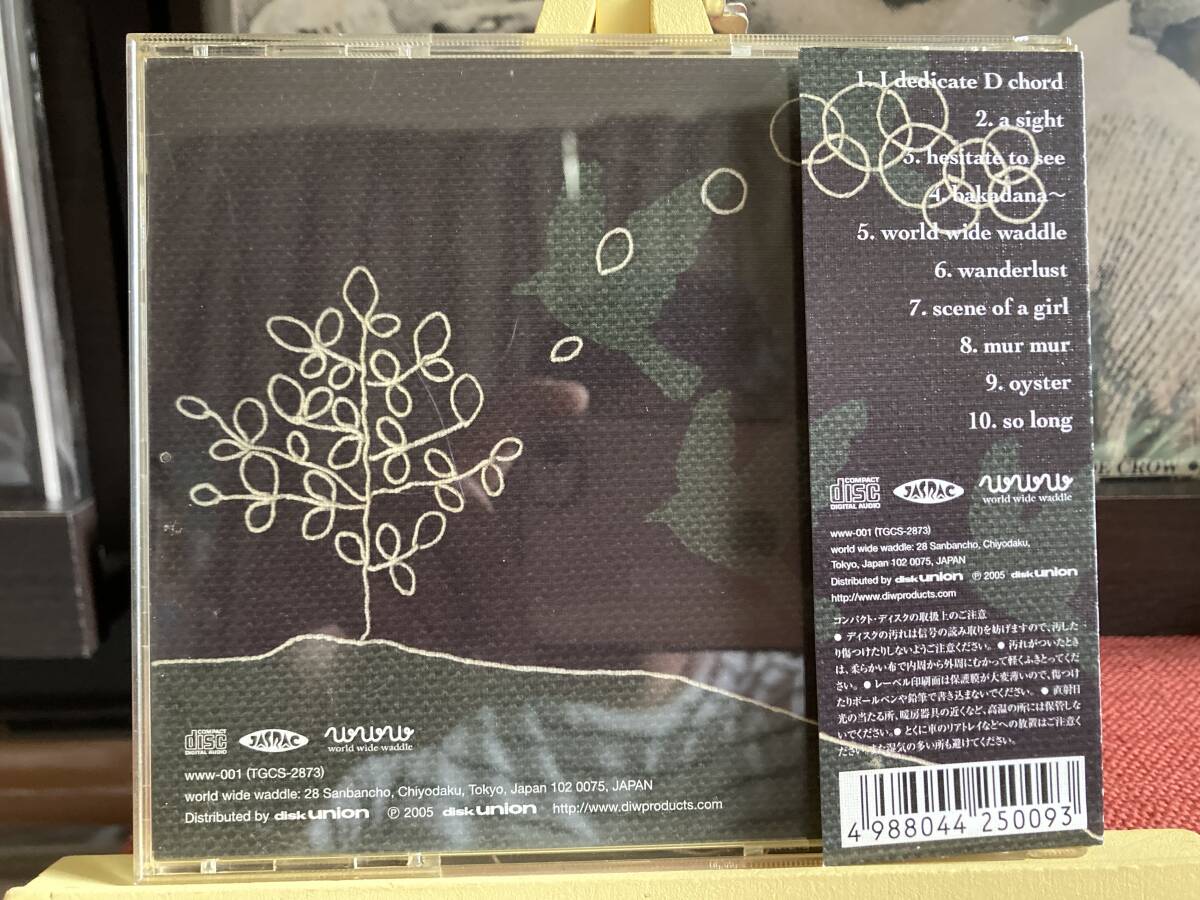 1. I dedicate D chord
2. a sight
3. hesitate to see
4. bakadana～
5. world wide waddle
6. wanderlust
7. scene of a girl
8. mur mur
9. oyster
10. so long
COMPACT disc DIGITAL AUDIO JASRAC www world wide waddle
www-001 (TGCS-2873)
world wide waddle: 28 Sanbancho, Chiyodaku,
Tokyo, Japan 102 0075, JAPAN
Distributed by disk union ℗ 2005 disk union
http://www.diwproducts.com
コンパクト・ディスクの取扱上のご注意
● ディスクの汚れは信号の読み取りを妨げますので、汚した
り傷つけたりしないようご注意ください。● 汚れがついたとき
は、柔らかい布で内周から外周にむかって軽くふきとってくだ
さい。● レーベル印刷面は保護膜が大変薄いので、傷つけ
たりボールペンや鉛筆で書き込まないでください。● 直射日
光の当たる所、暖房器具の近くなど、高温の所には保管しな
いでください。● とくに車のリアトレイなどへの放置はご注意く
ださい。また湿気の多い所も避けてください。
4 988044 250093
COMPACT disc DIGITAL AUDIO JASRAC www world wide waddle
www-001 (TGCS-2873)
world wide waddle: 28 Sanbancho, Chiyodaku, Tokyo, Japan 102 0075, JAPAN
Distributed by disk union ℗ 2005 disk union http://www.diwproducts.com
E CROW